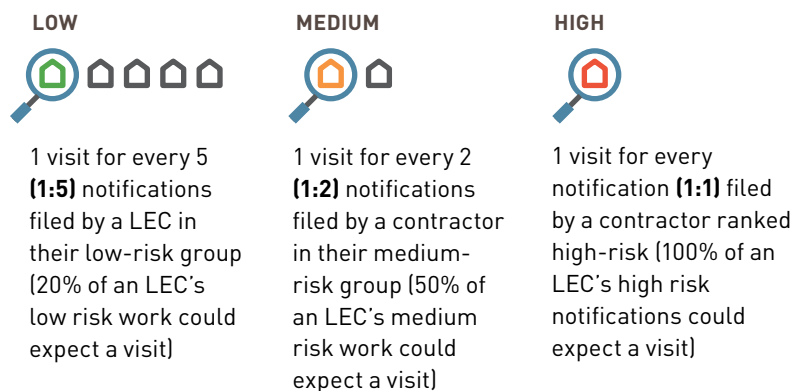 LOW
1 visit for every 5
(1:5) notifications
filed by a LEC in
their low-risk group
(20% of an LEC's
low risk work could
expect a visit)
MEDIUM
1 visit for every 2
(1:2) notifications
filed by a contractor
in their medium-
risk group (50% of
an LEC's medium
risk work could
expect a visit)
HIGH
1 visit for every
notification (1:1) filed
by a contractor ranked
high-risk (100% of an
LEC's high risk
notifications could
expect a visit)